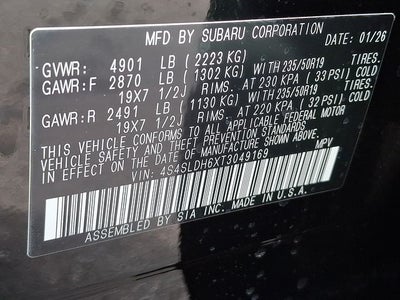 MFD BY SUBARU CORPORATION DATE: 01/26
GVWR: 4901 LB (2223 KG) TIRES
GAWR:F 2870 LB (1302 KG) WITH 235/50R19
19X7 1/2J RIMS. AT 230 KPA (33 PSI) COLD TIRES
GAWR:R 2491 LB (1130 KG) WITH 235/50R19
19X7 1/2J RIMS. AT 220 KPA (32 PSI) COLD
THIS VEHICLE CONFORMS TO ALL APPLICABLE FEDERAL MOTOR
VEHICLE SAFETY, AND THEFT PREVENTION STANDARDS
IN EFFECT ON THE DATE OF MANUFACTURE SHOWN ABOVE.
VIN: 4S4SLDH6XT3049169 MPV
ASSEMBLED BY SIA INC. MADE IN U.S.A.